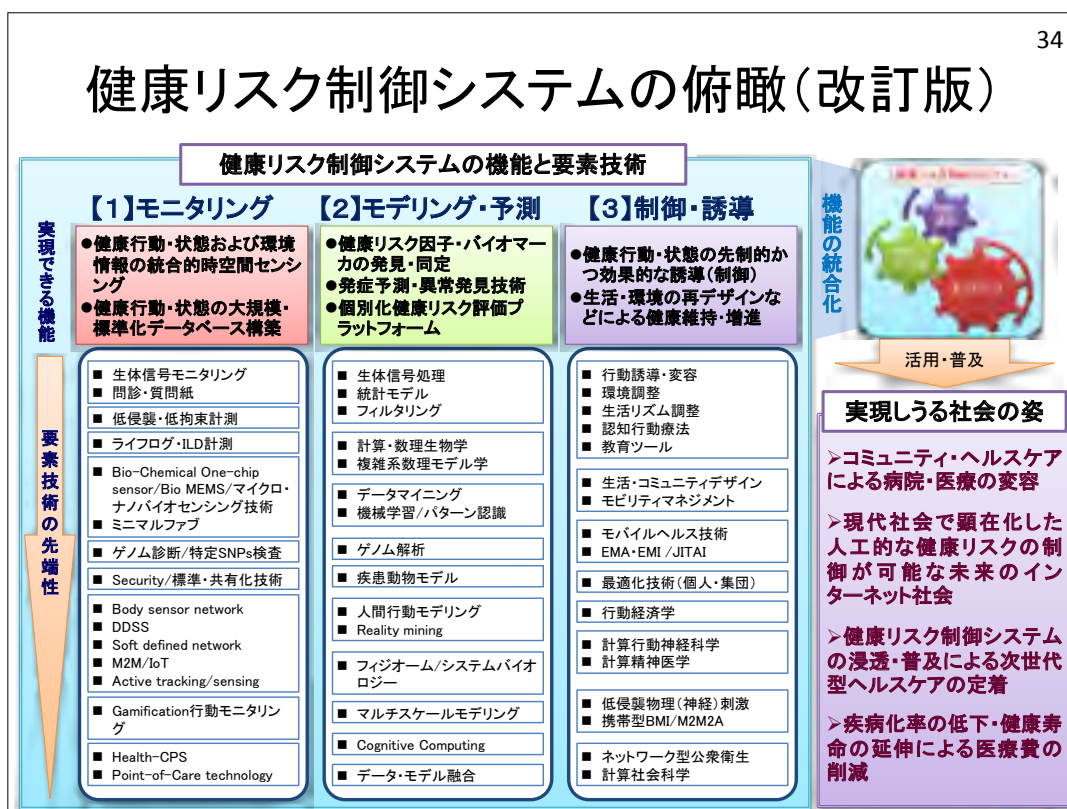 34
健康リスク制御システムの俯瞰(改訂版)
健康リスク制御システムの機能と要素技術
実現できる機能
【1】モニタリング
●健康行動・状態および環境
情報の統合的時空間センシ
ング
●健康行動・状態の大規模・
標準化データベース構築
【2】モデリング・予測
●健康リスク因子・バイオマー
カの発見・同定
●発症予測・異常発見技術
●個別化健康リスク評価プ
ラットフォーム
【3】制御・誘導
●健康行動・状態の先制的か
つ効果的な誘導(制御)
●生活・環境の再デザインな
どによる健康維持・増進
要素技術の先端性
■ 生体信号モニタリング
■ 問診・質問紙
■ 低侵襲・低拘束計測
■ ライフログ・ILD計測
■ Bio-Chemical One-chip
sensor/Bio MEMS/マイクロ・
ナノバイオセンシング技術
■ ミニマルファブ
■ ゲノム診断/特定SNPs検査
■ Security/標準・共有化技術
■ Body sensor network
■ DDSS
■ Soft defined network
■ M2M/IoT
■ Active tracking/sensing
■ Gamification行動モニタリン
グ
■ Health-CPS
■ Point-of-Care technology
■ 生体信号処理
■ 統計モデル
■ フィルタリング
■ 計算・数理生物学
■ 複雑系数理モデル学
■ データマイニング
■ 機械学習/パターン認識
■ ゲノム解析
■ 疾患動物モデル
■ 人間行動モデリング
■ Reality mining
■ フィジオーム/システムバイオ
ロジー
■ マルチスケールモデリング
■ Cognitive Computing
■ データ・モデル融合
■ 行動誘導・変容
■ 環境調整
■ 生活リズム調整
■ 認知行動療法
■ 教育ツール
■ 生活・コミュニティデザイン
■ モビリティマネジメント
■ モバイルヘルス技術
■ EMA・EMI /JITAI
■ 最適化技術(個人・集団)
■ 行動経済学
■ 計算行動神経科学
■ 計算精神医学
■ 低侵襲物理(神経)刺激
■ 携帯型BMI/M2M2A
■ ネットワーク型公衆衛生
■ 計算社会科学
機能の統合化
活用・普及
実現しうる社会の姿
➢コミュニティ・ヘルスケア
による病院・医療の変容
➢現代社会で顕在化した
人工的な健康リスクの制
御が可能な未来のイン
ターネット社会
➢健康リスク制御システム
の浸透・普及による次世代
型ヘルスケアの定着
➢疾病化率の低下・健康寿
命の延伸による医療費の
削減